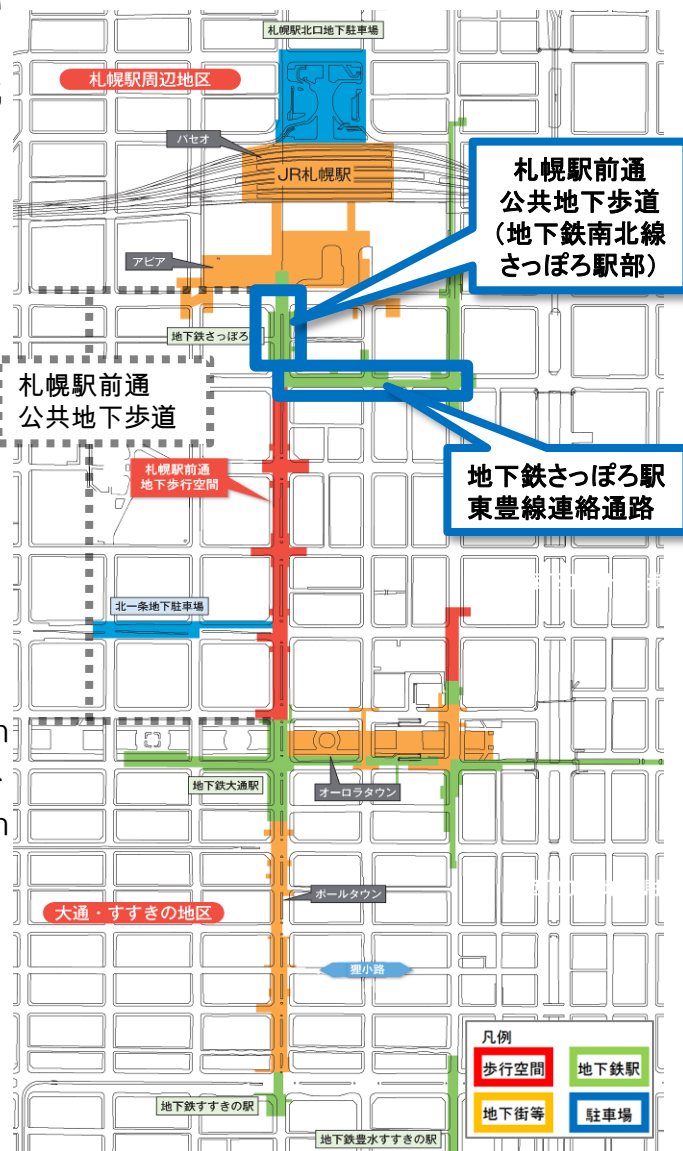 札幌駅北口地下駐車場
札幌駅周辺地区
パセオ
JR札幌駅
札幌駅前通
公共地下歩道
（地下鉄南北線
さっぽろ駅部）
アピア
地下鉄さっぽろ
札幌駅前通
公共地下歩道
札幌駅前通
地下歩行空間
地下鉄さっぽろ駅
東豊線連絡通路
北一条地下駐車場
地下鉄大通駅
オーロラタウン
ポールタウン
大通・すすきの地区
狸小路
凡例
歩行空間
地下鉄駅
地下街等
駐車場
地下鉄すすきの駅
地下鉄豊水すすきの駅